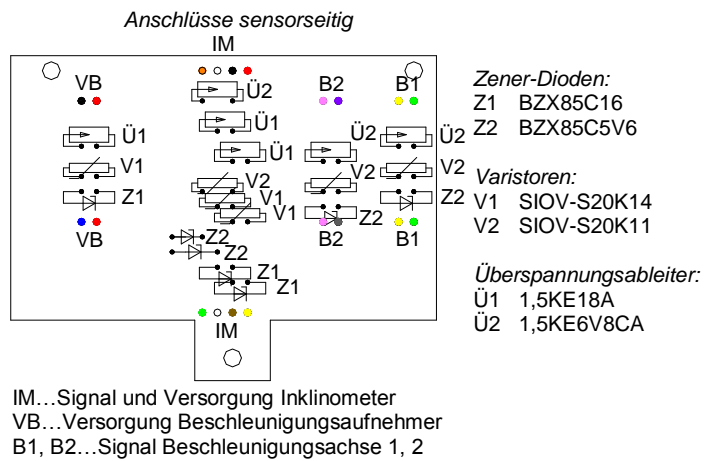 Anschlüsse sensorseitig
IM
VB
B2
B1
Ü2
Ü1
Ü1
Ü1
Ü2
Ü2
V1
V2
V1
V1
V2
V2
Z1
Z2
Z2
VB
B2
B1
Z2
Z2
Z1
Z1
IM
Zener-Dioden:
Z1 BZX85C16
Z2 BZX85C5V6
Varistoren:
V1 SIOV-S20K14
V2 SIOV-S20K11
Überspannungsableiter:
Ü1 1,5KE18A
Ü2 1,5KE6V8CA
IM…Signal und Versorgung Inklinometer
VB…Versorgung Beschleunigungsaufnehmer
B1, B2…Signal Beschleunigungsachse 1, 2